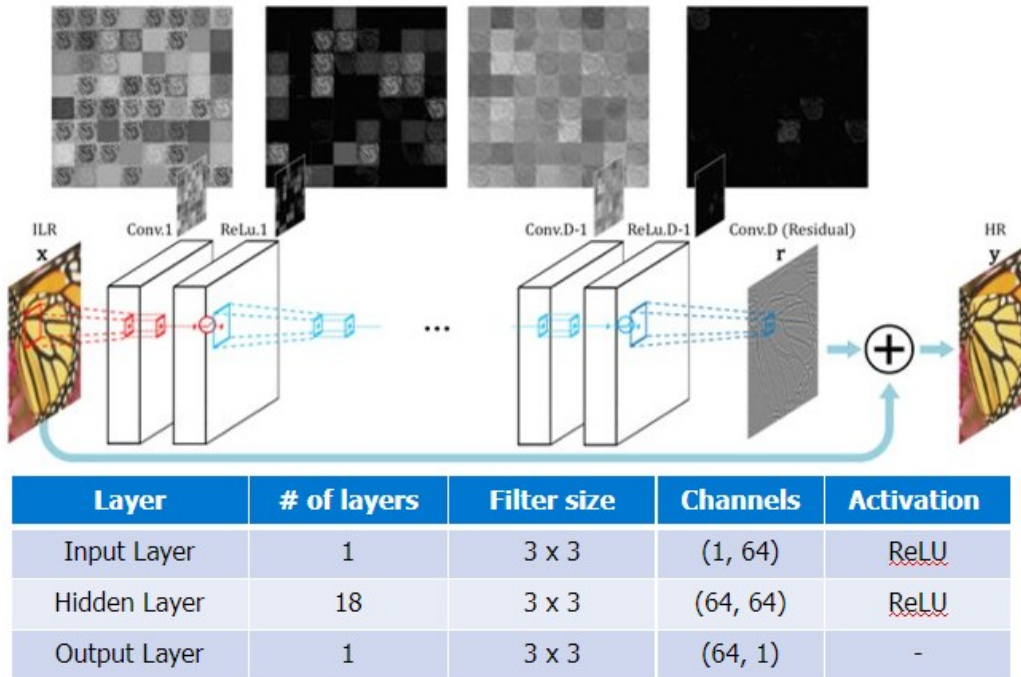 ILR
x
Conv.1
ReLu.1
Conv.D-1
ReLu.D-1
Conv.D (Residual)
r
HR
y
...
Layer # of layers Filter size Channels Activation
Input Layer 1 3 x 3 (1, 64) ReLU
Hidden Layer 18 3 x 3 (64, 64) ReLU
Output Layer 1 3 x 3 (64, 1) -